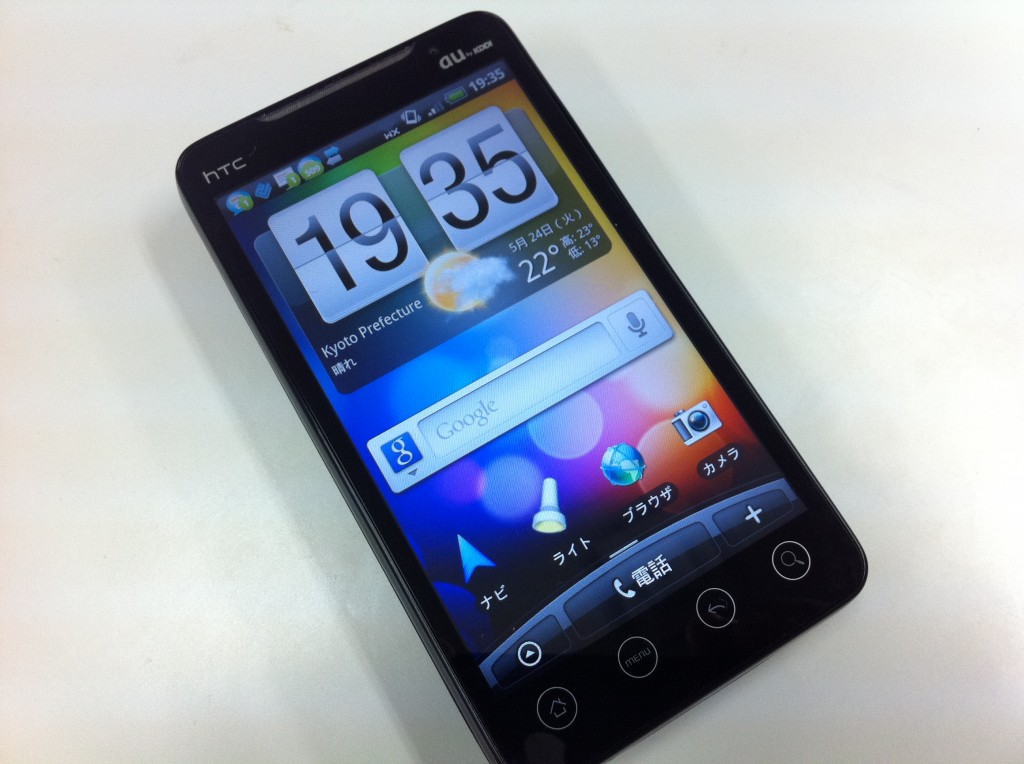 au by KDDI
hTC
19:35
19 35
5月 24日 ( 火 )
22° 高: 23°
低: 13°
Kyoto Prefecture
晴れ
g Google
カメラ
ブラウザ
ライト
ナビ
電話
MENU